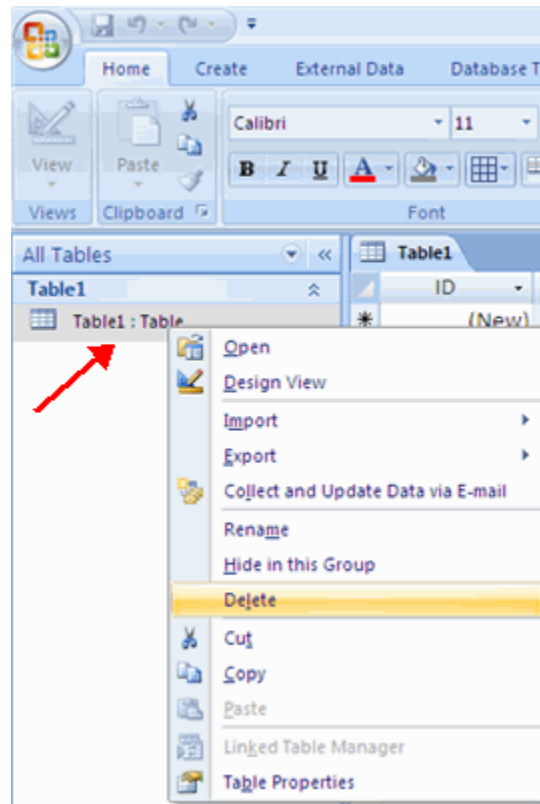 Home Create External Data Database T
Calibri 11
View Paste B I U A
Views Clipboard Font
All Tables Table1
Table1 ID
Table1 : Table (New)
Open
Design View
Import
Export
Collect and Update Data via E-mail
Rename
Hide in this Group
Delete
Cut
Copy
Paste
Linked Table Manager
Table Properties